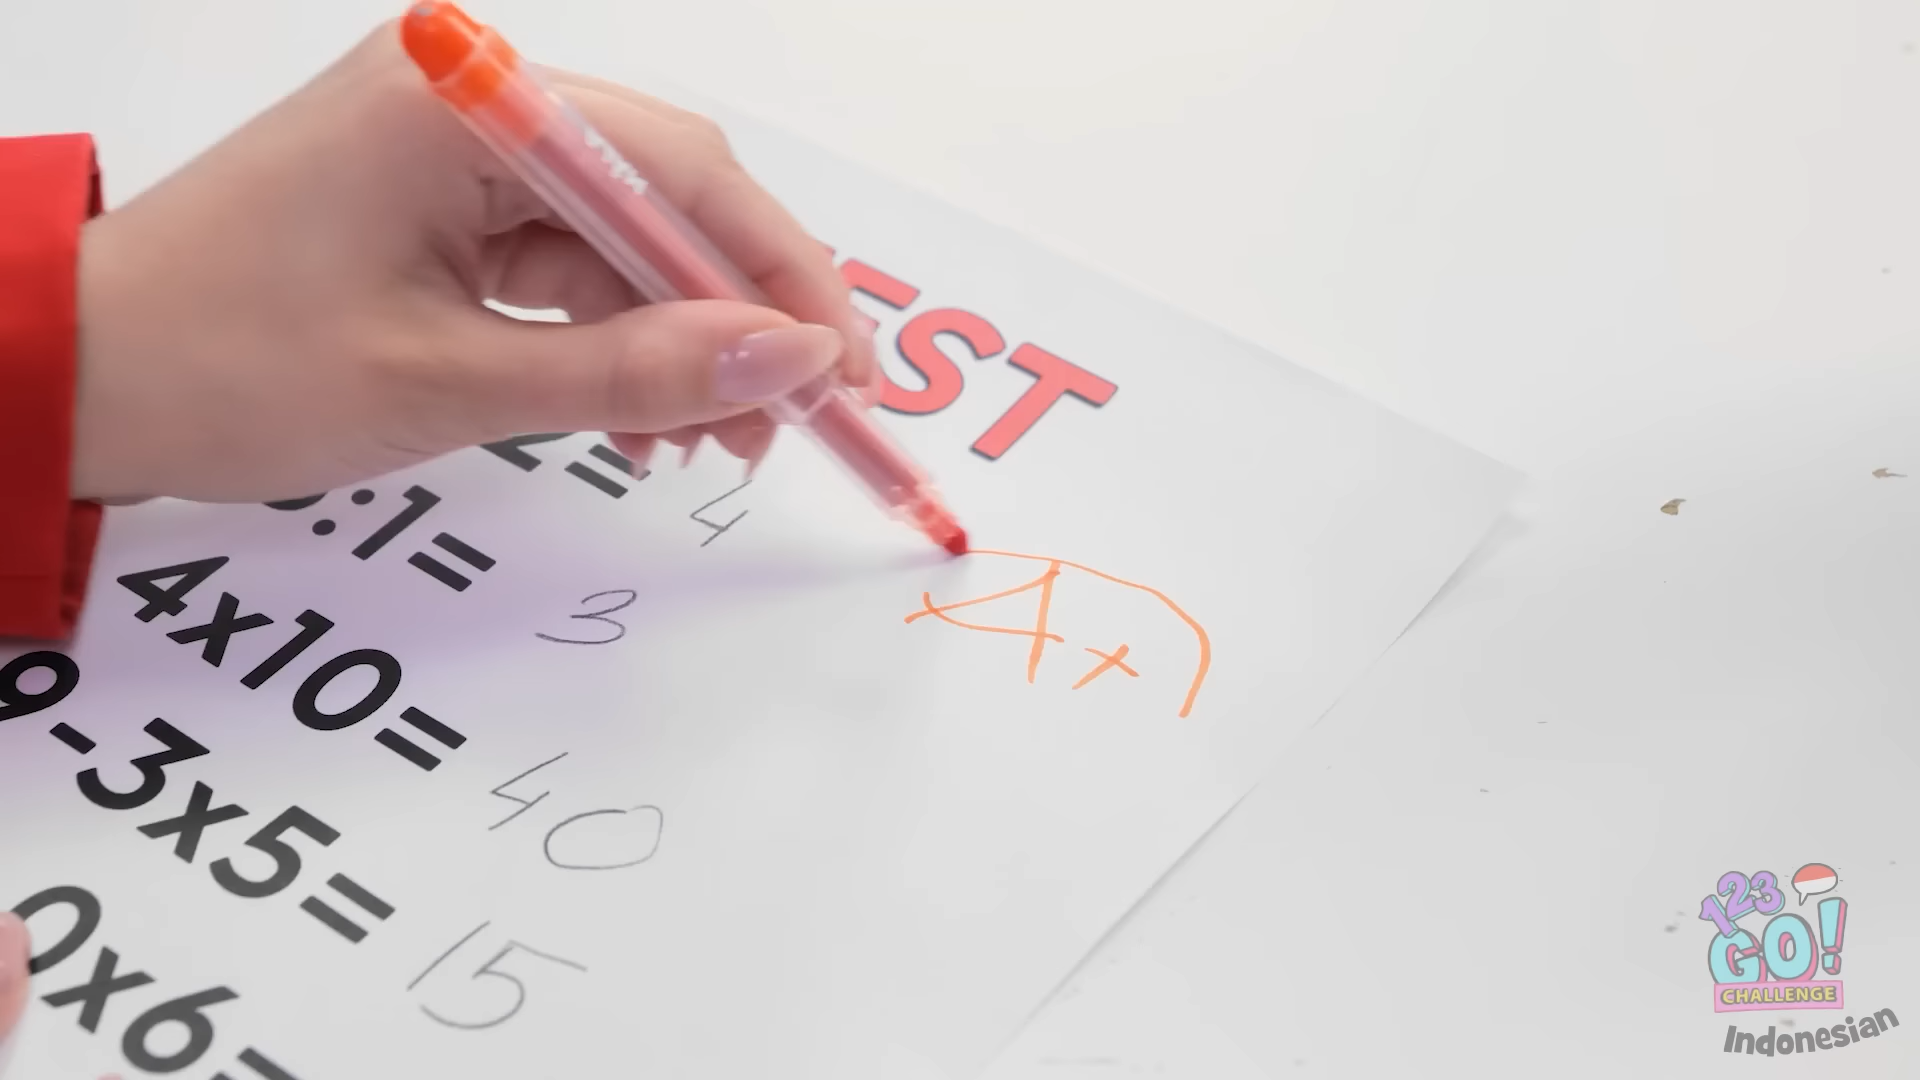 EST
2= 4
:1= 3
4x10= 40
9-3x5= 15
0x6=
A+
123
GO!
CHALLENGE
Indonesian